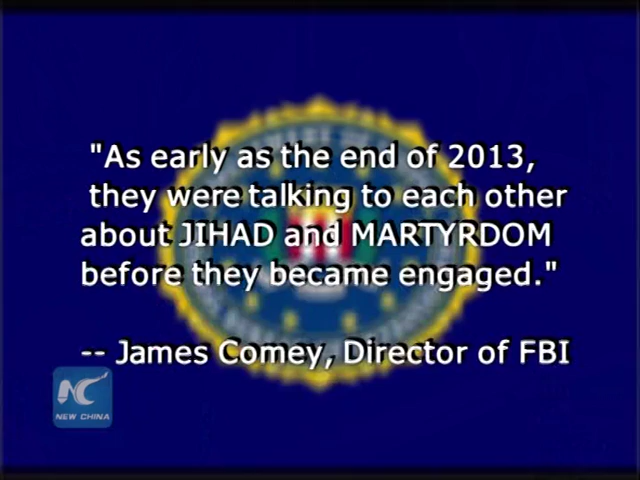 "As early as the end of 2013,
they were talking to each other
about JIHAD and MARTYRDOM
before they became engaged."
-- James Comey, Director of FBI
NEW CHINA